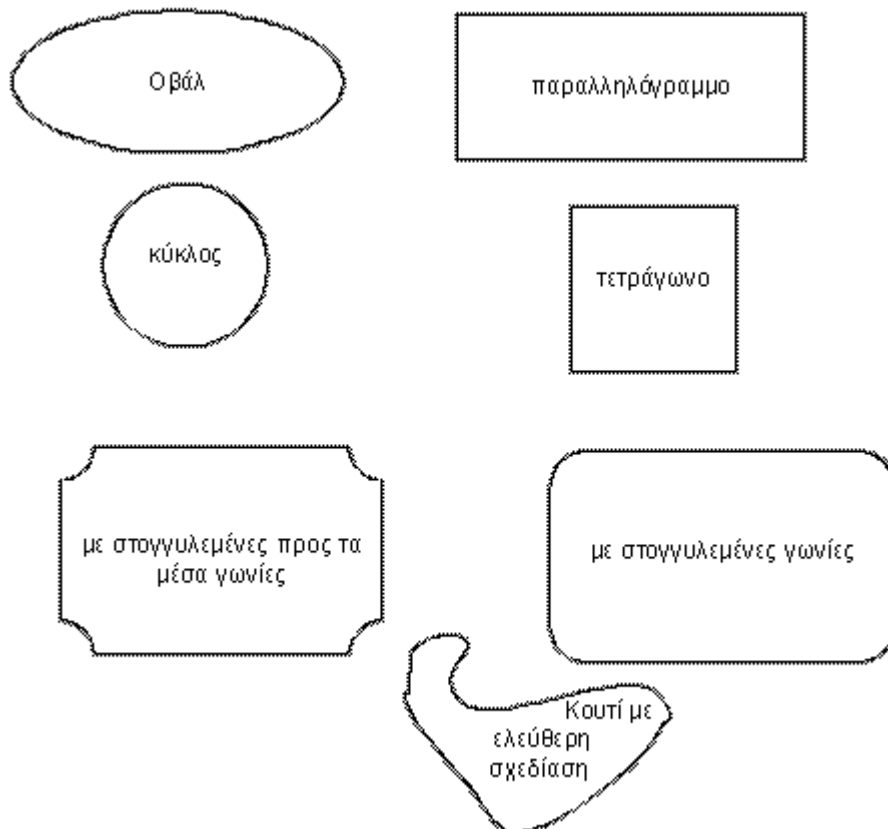 Οβάλ
παραλληλόγραμμο
κύκλος
τετράγωνο
με στογγυλεμένες προς τα
μέσα γωνίες
με στογγυλεμένες γωνίες
Κουτί με
ελεύθερη
σχεδίαση